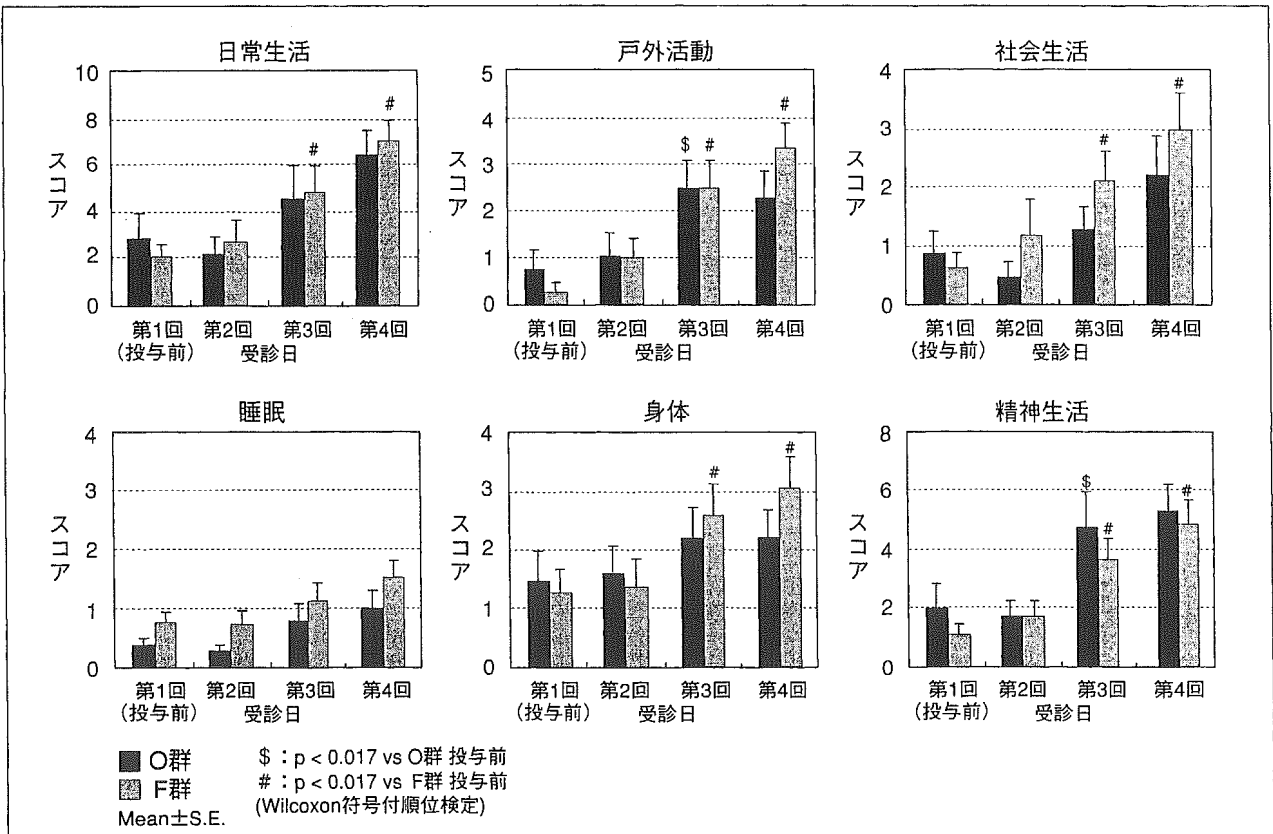 日常生活
スコア
10
8
6
4
2
0
第1回 第2回 第3回 第4回
(投与前) 受診日
# #
戸外活動
スコア
5
4
3
2
1
0
第1回 第2回 第3回 第4回
(投与前) 受診日
$ # #
社会生活
スコア
4
3
2
1
0
第1回 第2回 第3回 第4回
(投与前) 受診日
# #
睡眠
スコア
4
3
2
1
0
第1回 第2回 第3回 第4回
(投与前) 受診日
身体
スコア
4
3
2
1
0
第1回 第2回 第3回 第4回
(投与前) 受診日
# #
精神生活
スコア
8
6
4
2
0
第1回 第2回 第3回 第4回
(投与前) 受診日
$ # #
O群
F群
Mean±S.E.
$：p < 0.017 vs O群 投与前
#：p < 0.017 vs F群 投与前
(Wilcoxon符号付順位検定)